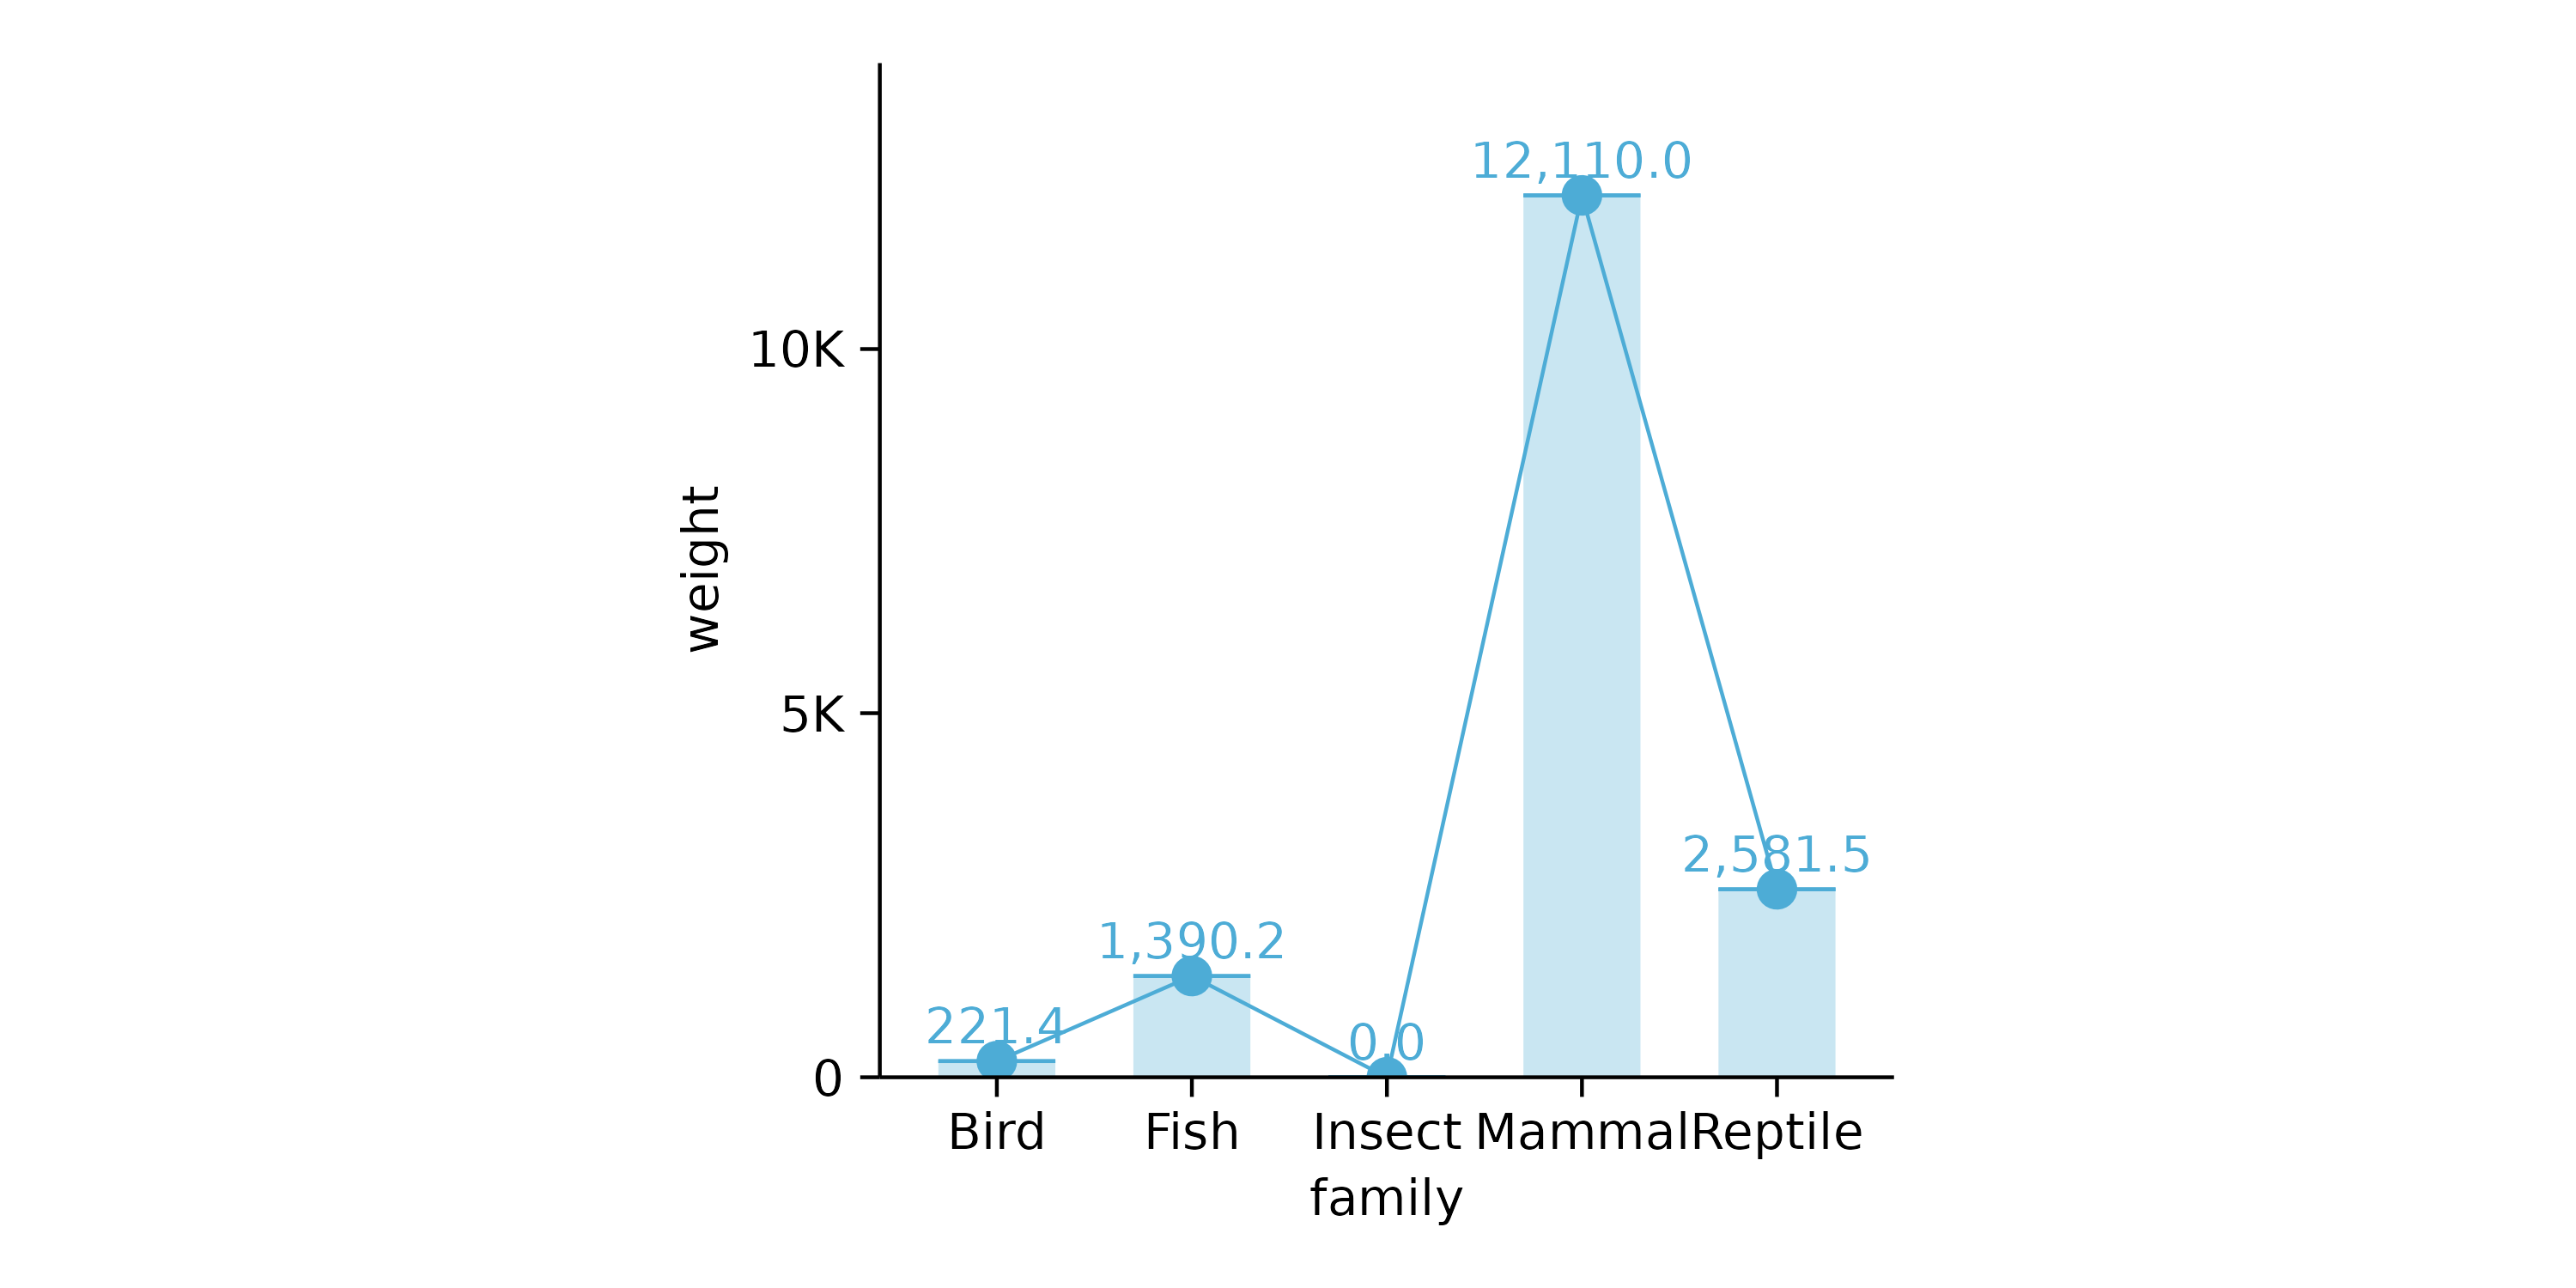 12,110.0
10K
weight
5K
2,581.5
1,390.2
221.4
0.0
0
Bird Fish Insect Mammal Reptile
family